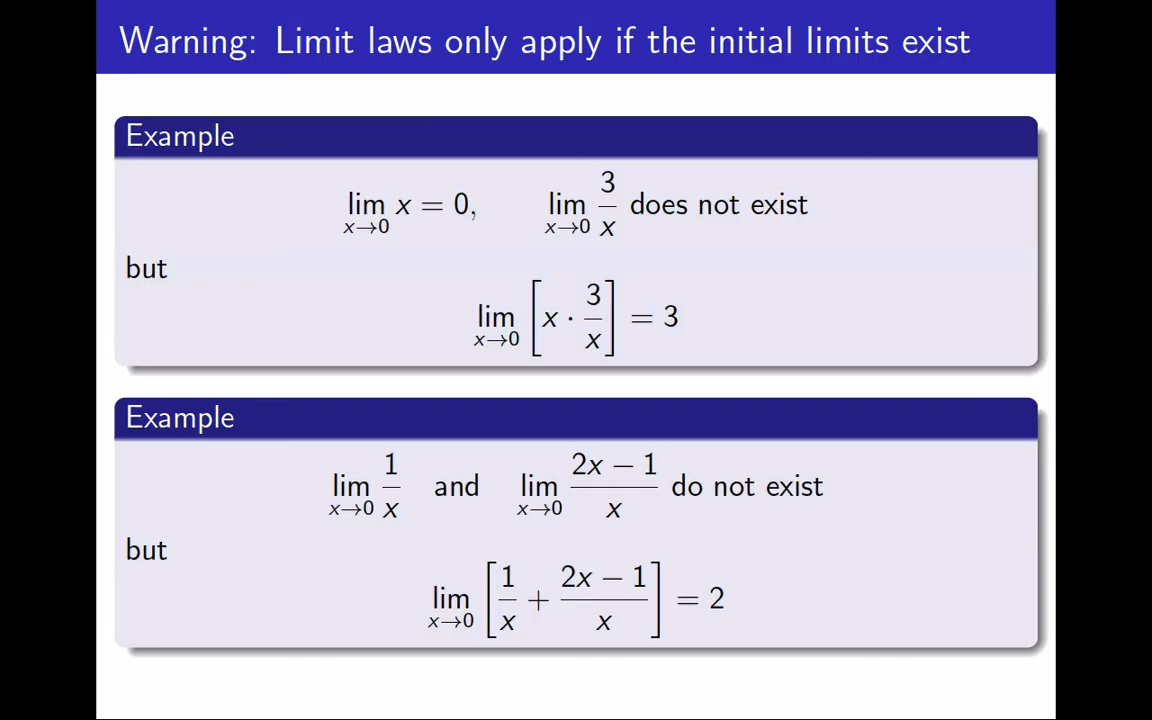 Warning: Limit laws only apply if the initial limits exist
Example
lim x→0 x = 0, lim x→0 3/x does not exist
but
lim x→0 [x · 3/x] = 3
Example
lim x→0 1/x and lim x→0 (2x − 1)/x do not exist
but
lim x→0 [1/x + (2x − 1)/x] = 2